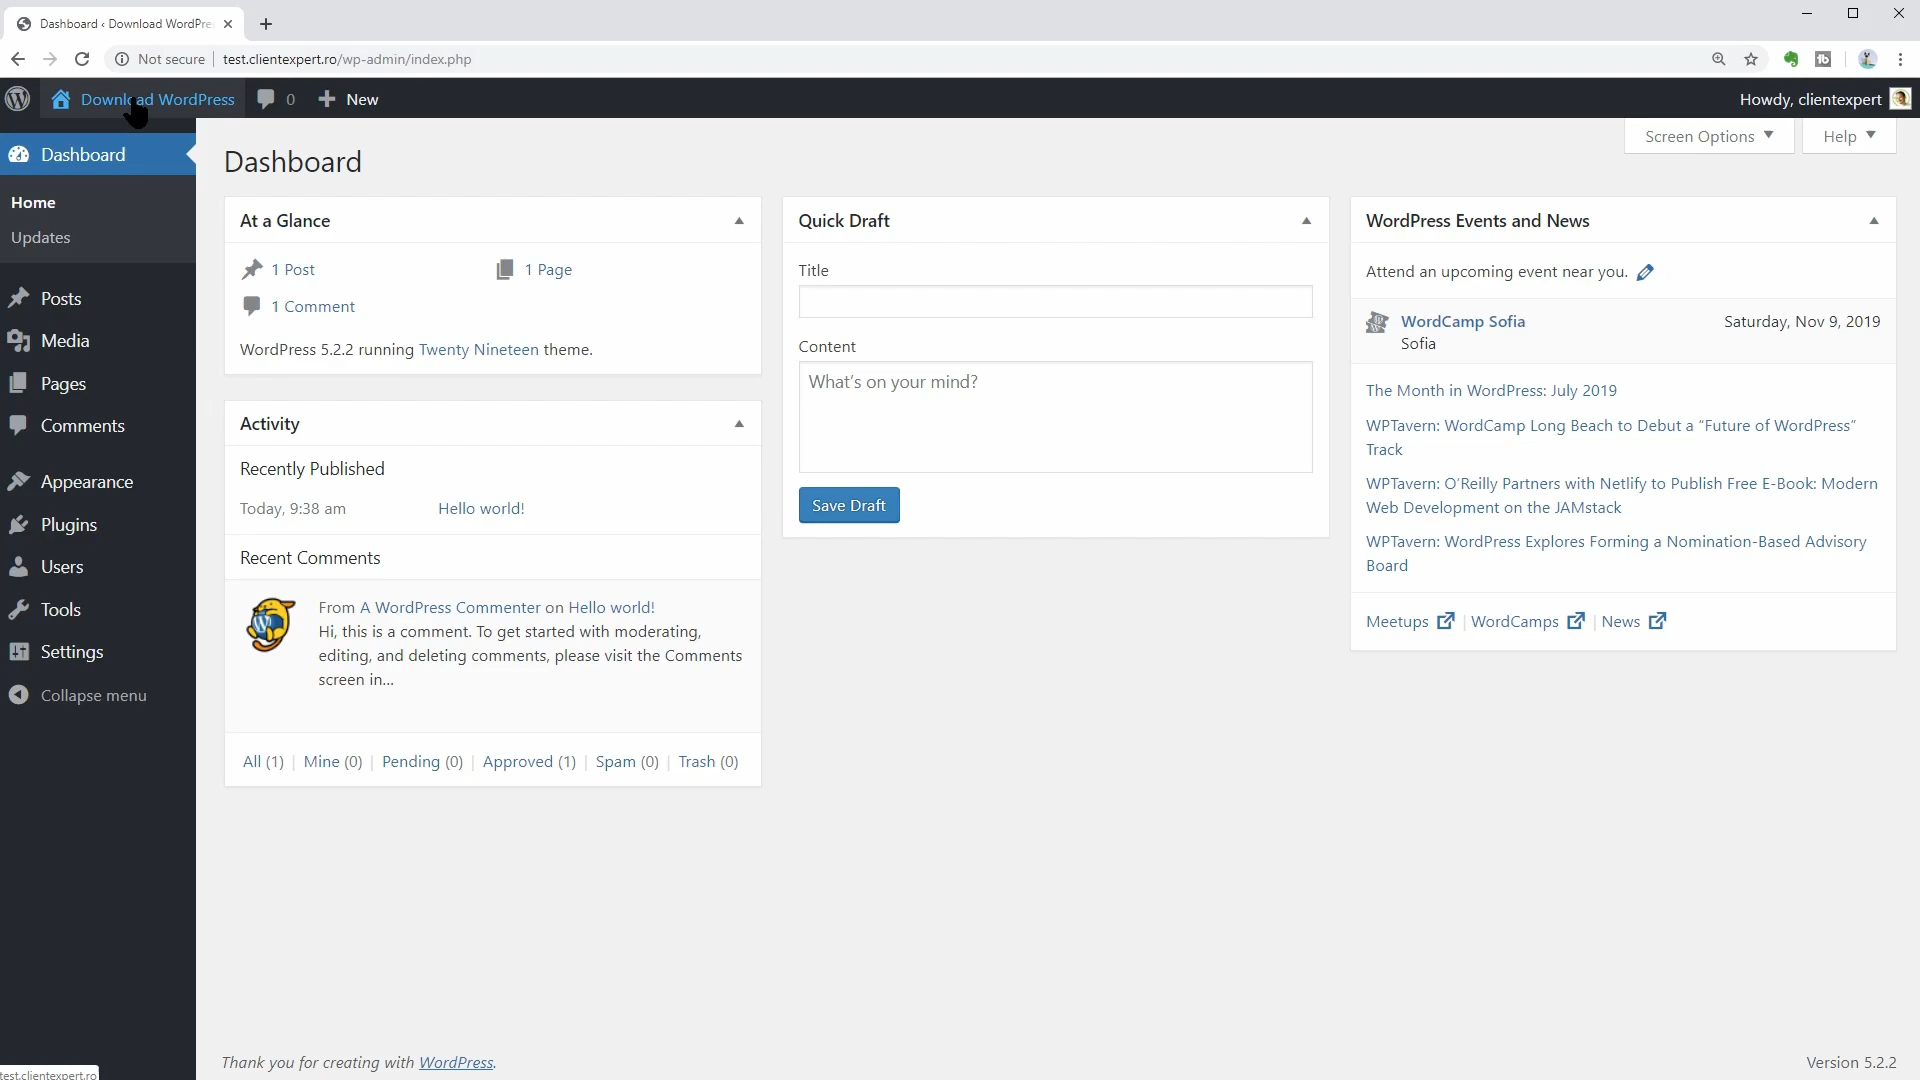 Dashboard ‹ Download WordPre
Not secure
test.clientexpert.ro/wp-admin/index.php
Download WordPress
0
New
Howdy, clientexpert
Dashboard
Home
Updates
Posts
Media
Pages
Comments
Appearance
Plugins
Users
Tools
Settings
Collapse menu
Screen Options
Help
Dashboard
At a Glance
1 Post
1 Page
1 Comment
WordPress 5.2.2 running Twenty Nineteen theme.
Activity
Recently Published
Today, 9:38 am
Hello world!
Recent Comments
From A WordPress Commenter on Hello world!
Hi, this is a comment. To get started with moderating,
editing, and deleting comments, please visit the Comments
screen in...
All (1) | Mine (0) | Pending (0) | Approved (1) | Spam (0) | Trash (0)
Quick Draft
Title
Content
What's on your mind?
Save Draft
WordPress Events and News
Attend an upcoming event near you.
WordCamp Sofia
Saturday, Nov 9, 2019
Sofia
The Month in WordPress: July 2019
WPTavern: WordCamp Long Beach to Debut a “Future of WordPress”
Track
WPTavern: O’Reilly Partners with Netlify to Publish Free E-Book: Modern
Web Development on the JAMstack
WPTavern: WordPress Explores Forming a Nomination-Based Advisory
Board
Meetups | WordCamps | News
Thank you for creating with WordPress.
Version 5.2.2
test.clientexpert.ro